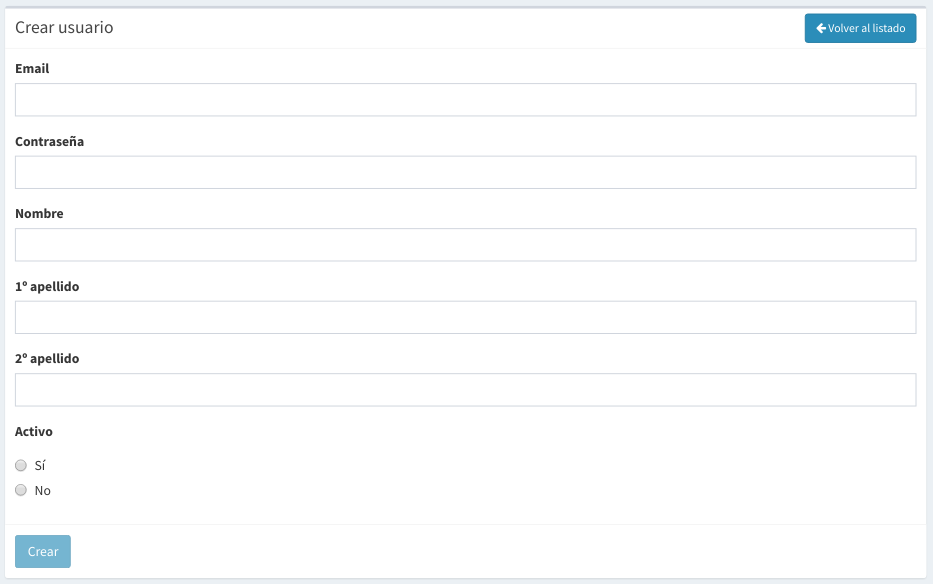 Crear usuario
Volver al listado
Email
Contraseña
Nombre
1º apellido
2º apellido
Activo
Sí
No
Crear